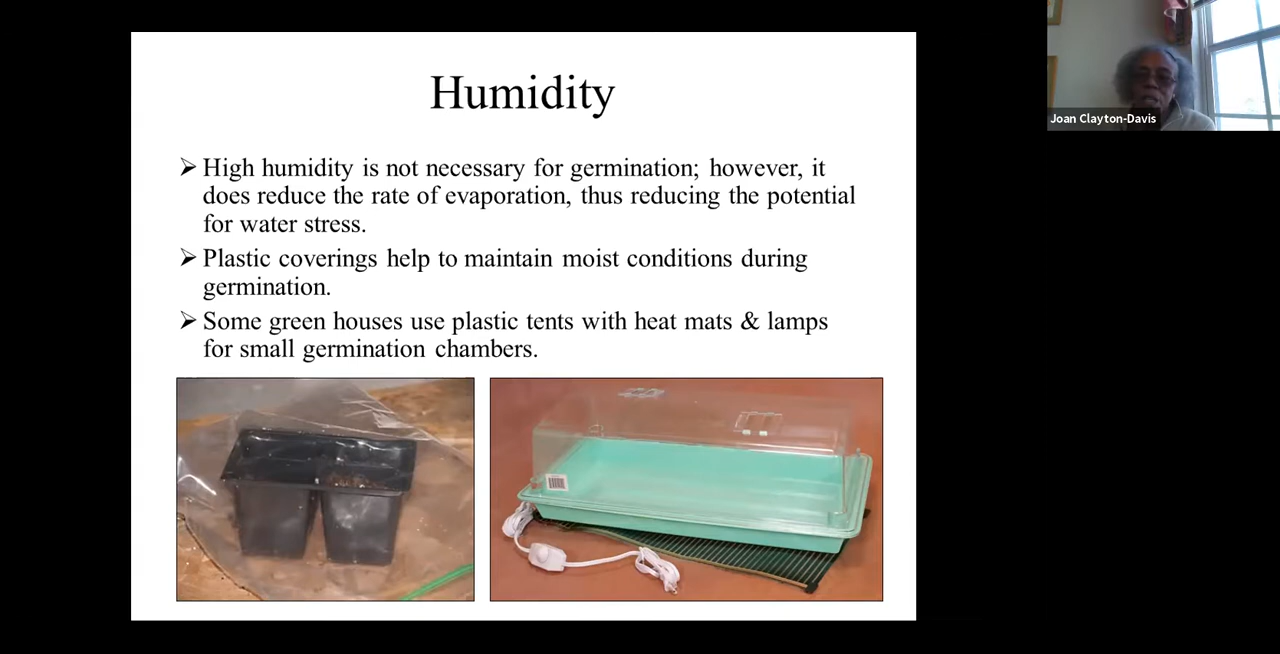 Humidity
High humidity is not necessary for germination; however, it
does reduce the rate of evaporation, thus reducing the potential
for water stress.
Plastic coverings help to maintain moist conditions during
germination.
Some green houses use plastic tents with heat mats & lamps
for small germination chambers.
Joan Clayton-Davis